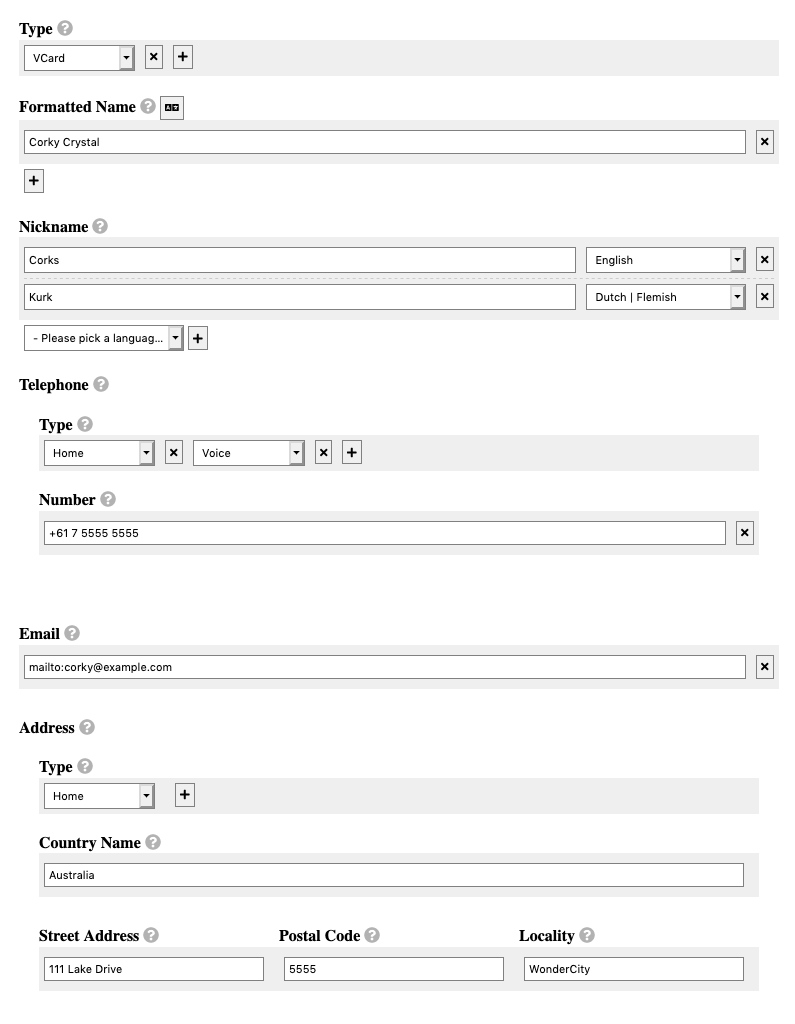 Type ?
VCard × +
Formatted Name ?
Corky Crystal ×
+
Nickname ?
Corks English ×
Kurk Dutch | Flemish ×
- Please pick a languag... +
Telephone ?
Type ?
Home × Voice × +
Number ?
+61 7 5555 5555 ×
Email ?
mailto:corky@example.com ×
Address ?
Type ?
Home +
Country Name ?
Australia
Street Address ? Postal Code ? Locality ?
111 Lake Drive 5555 WonderCity